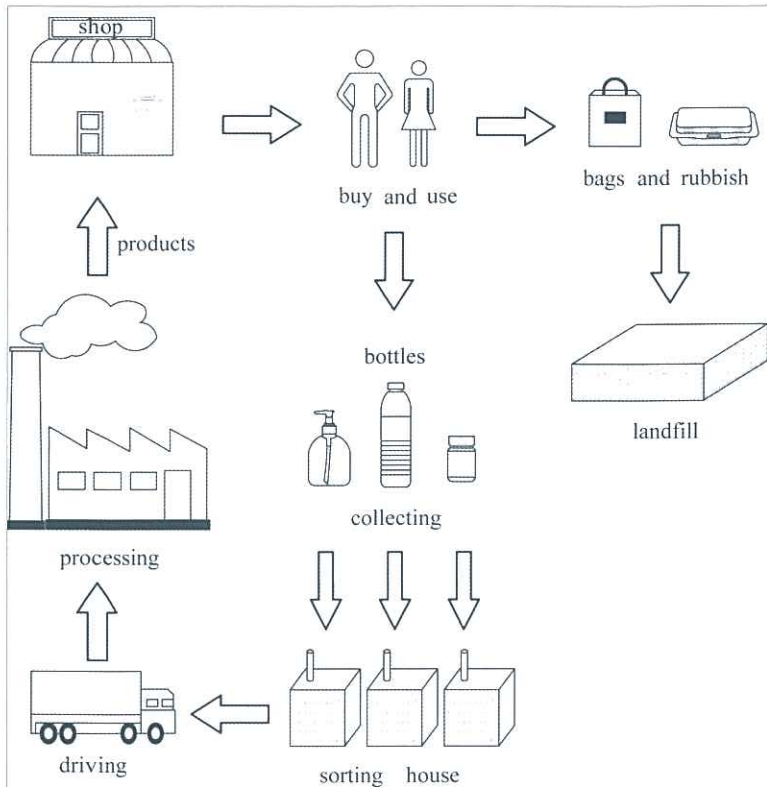 shop
buy and use
bags and rubbish
products
bottles
landfill
collecting
processing
driving
sorting house